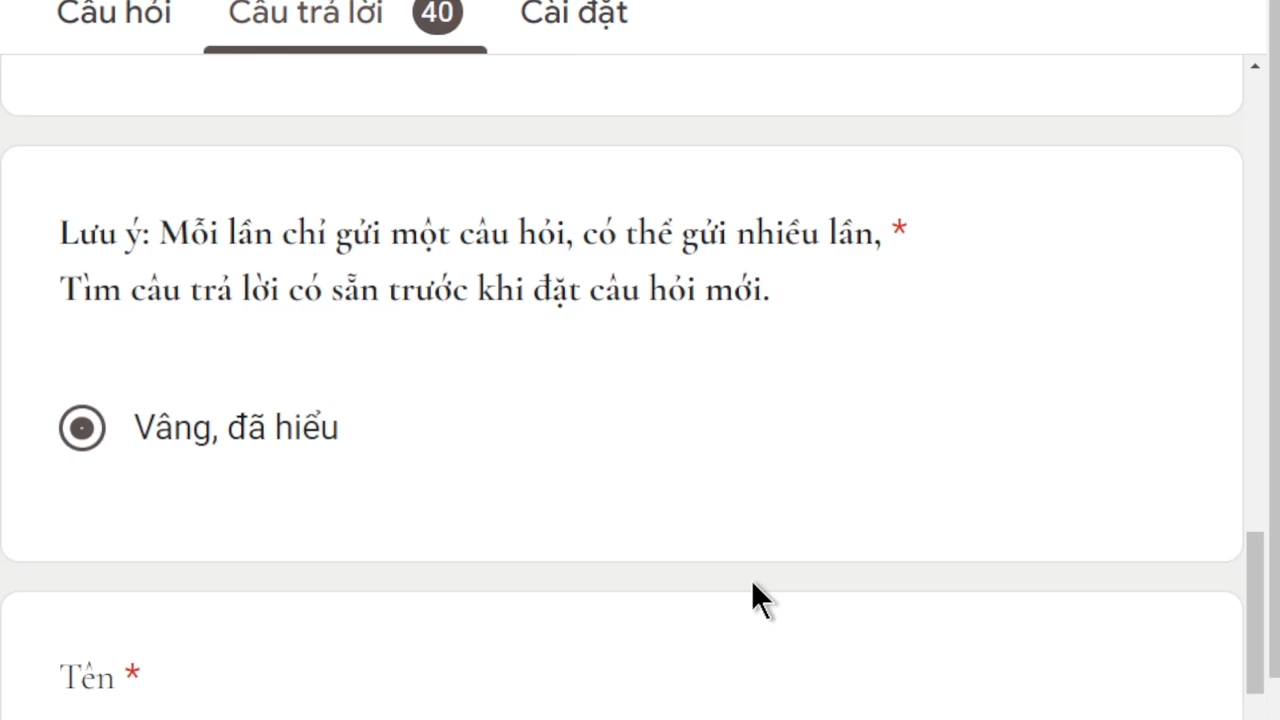 Câu hỏi Câu trả lời 40 Cài đặt
Lưu ý: Mỗi lần chỉ gửi một câu hỏi, có thể gửi nhiều lần, *
Tìm câu trả lời có sẵn trước khi đặt câu hỏi mới.
Vâng, đã hiểu
Tên *